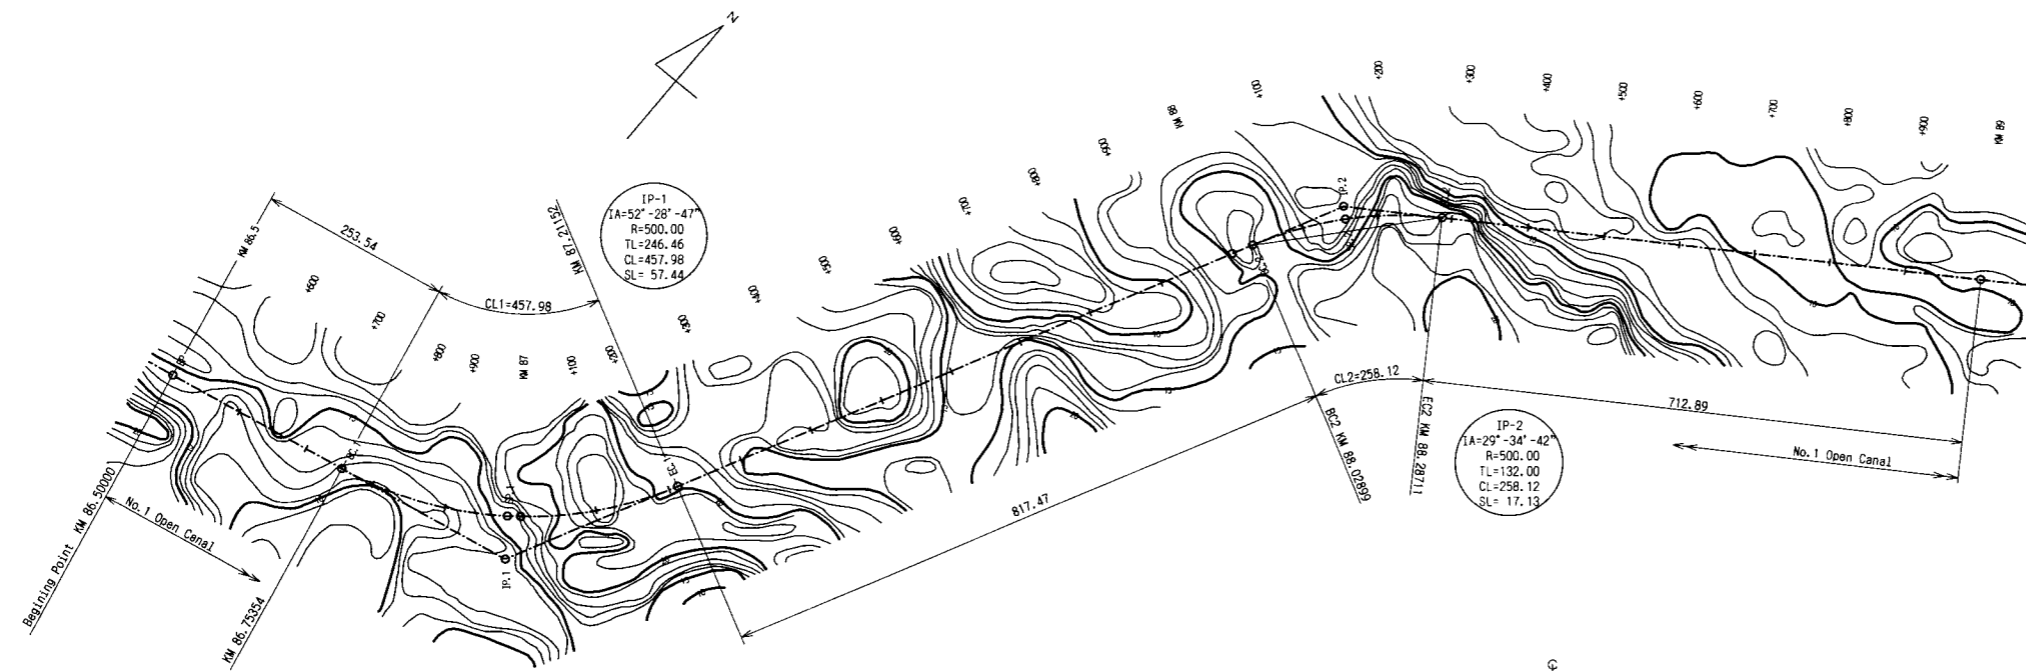 N
KM 86.5
253.54
+600
+700
CL1=457.98
+800
+900
KM 87
+100
+200
KM 87.21152
IP-1
IA=52°-28'-47"
R=500.00
TL=246.46
CL=457.98
SL= 57.44
+300
+400
+500
+600
+700
+800
+900
KM 88
+100
+200
+300
+400
+500
+600
+700
+800
+900
KM 89
BP
BC.1
IP.1
EC.1
IP.2
Begining Point KM 86.50000
No.1 Open Canal
KM 86.75354
817.47
BC2 KM 88.02899
CL2=258.12
EC2 KM 88.28711
712.89
No.1 Open Canal
IP-2
IA=29°-34'-42"
R=500.00
TL=132.00
CL=258.12
SL= 17.13